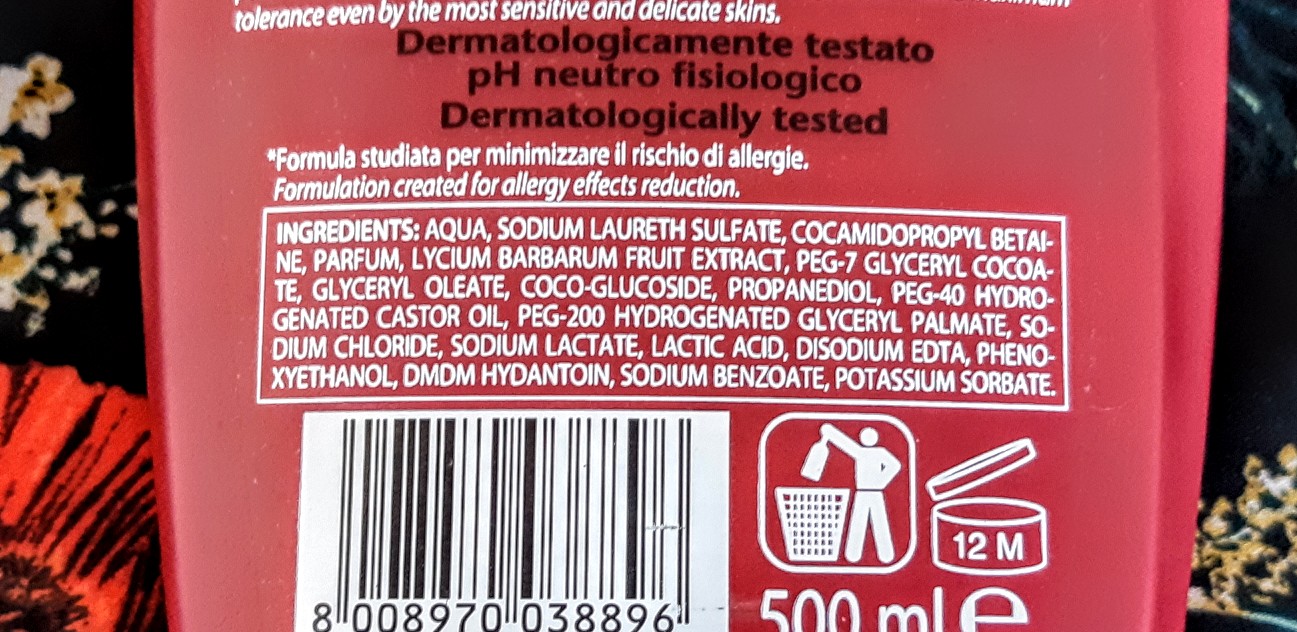 tolerance even by the most sensitive and delicate skins.
Dermatologicamente testato
pH neutro fisiologico
Dermatologically tested
*Formula studiata per minimizzare il rischio di allergie.
Formulation created for allergy effects reduction.
INGREDIENTS: AQUA, SODIUM LAURETH SULFATE, COCAMIDOPROPYL BETAI-
NE, PARFUM, LYCIUM BARBARUM FRUIT EXTRACT, PEG-7 GLYCERYL COCOA-
TE, GLYCERYL OLEATE, COCO-GLUCOSIDE, PROPANEDIOL, PEG-40 HYDRO-
GENATED CASTOR OIL, PEG-200 HYDROGENATED GLYCERYL PALMATE, SO-
DIUM CHLORIDE, SODIUM LACTATE, LACTIC ACID, DISODIUM EDTA, PHENO-
XYETHANOL, DMDM HYDANTOIN, SODIUM BENZOATE, POTASSIUM SORBATE.
12 M
8 008970 038896
500 ml e